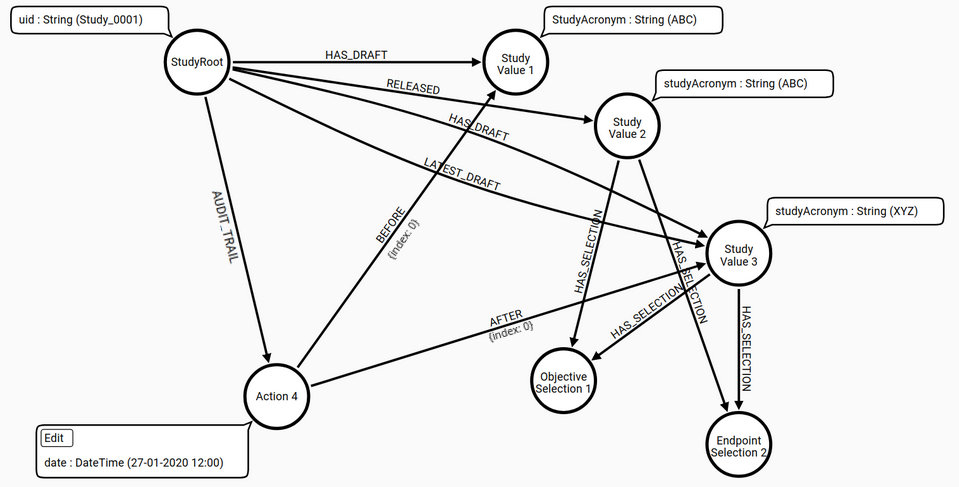 uid : String (Study_0001)
StudyAcronym : String (ABC)
StudyRoot
HAS_DRAFT
Study
Value 1
RELEASED
studyAcronym : String (ABC)
Study
Value 2
HAS_DRAFT
LATEST_DRAFT
AUDIT_TRAIL
BEFORE
{index: 0}
HAS_SELECTION
HAS_SELECTION
studyAcronym : String (XYZ)
Study
Value 3
AFTER
{index: 0}
HAS_SELECTION
HAS_SELECTION
Action 4
Objective
Selection 1
Endpoint
Selection 2
Edit
date : DateTime (27-01-2020 12:00)